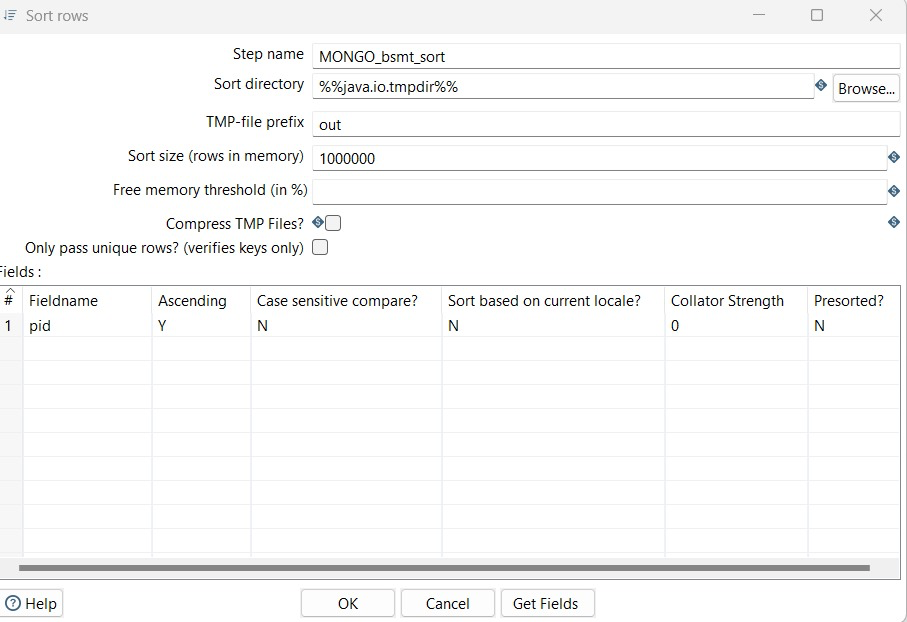 Sort rows
Step name MONGO_bsmt_sort
Sort directory %%java.io.tmpdir%% Browse...
TMP-file prefix out
Sort size (rows in memory) 1000000
Free memory threshold (in %)
Compress TMP Files?
Only pass unique rows? (verifies keys only)
Fields :
# Fieldname Ascending Case sensitive compare? Sort based on current locale? Collator Strength Presorted?
1 pid Y N N 0 N
Help OK Cancel Get Fields